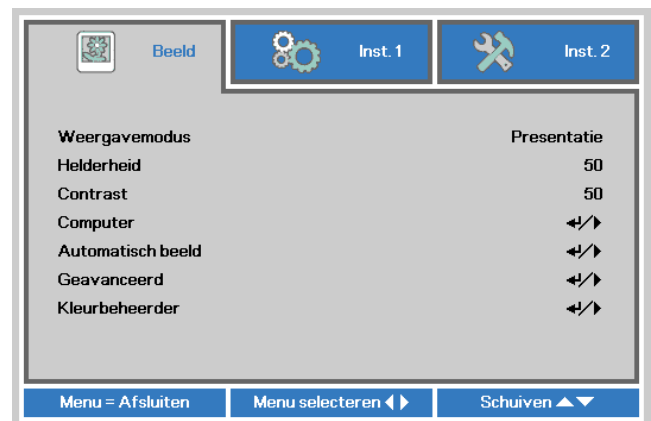 Beeld Inst. 1 Inst. 2
Weergavemodus Presentatie
Helderheid 50
Contrast 50
Computer ↵/▶
Automatisch beeld ↵/▶
Geavanceerd ↵/▶
Kleurbeheerder ↵/▶
Menu = Afsluiten Menu selecteren ◀▶ Schuiven ▲▼